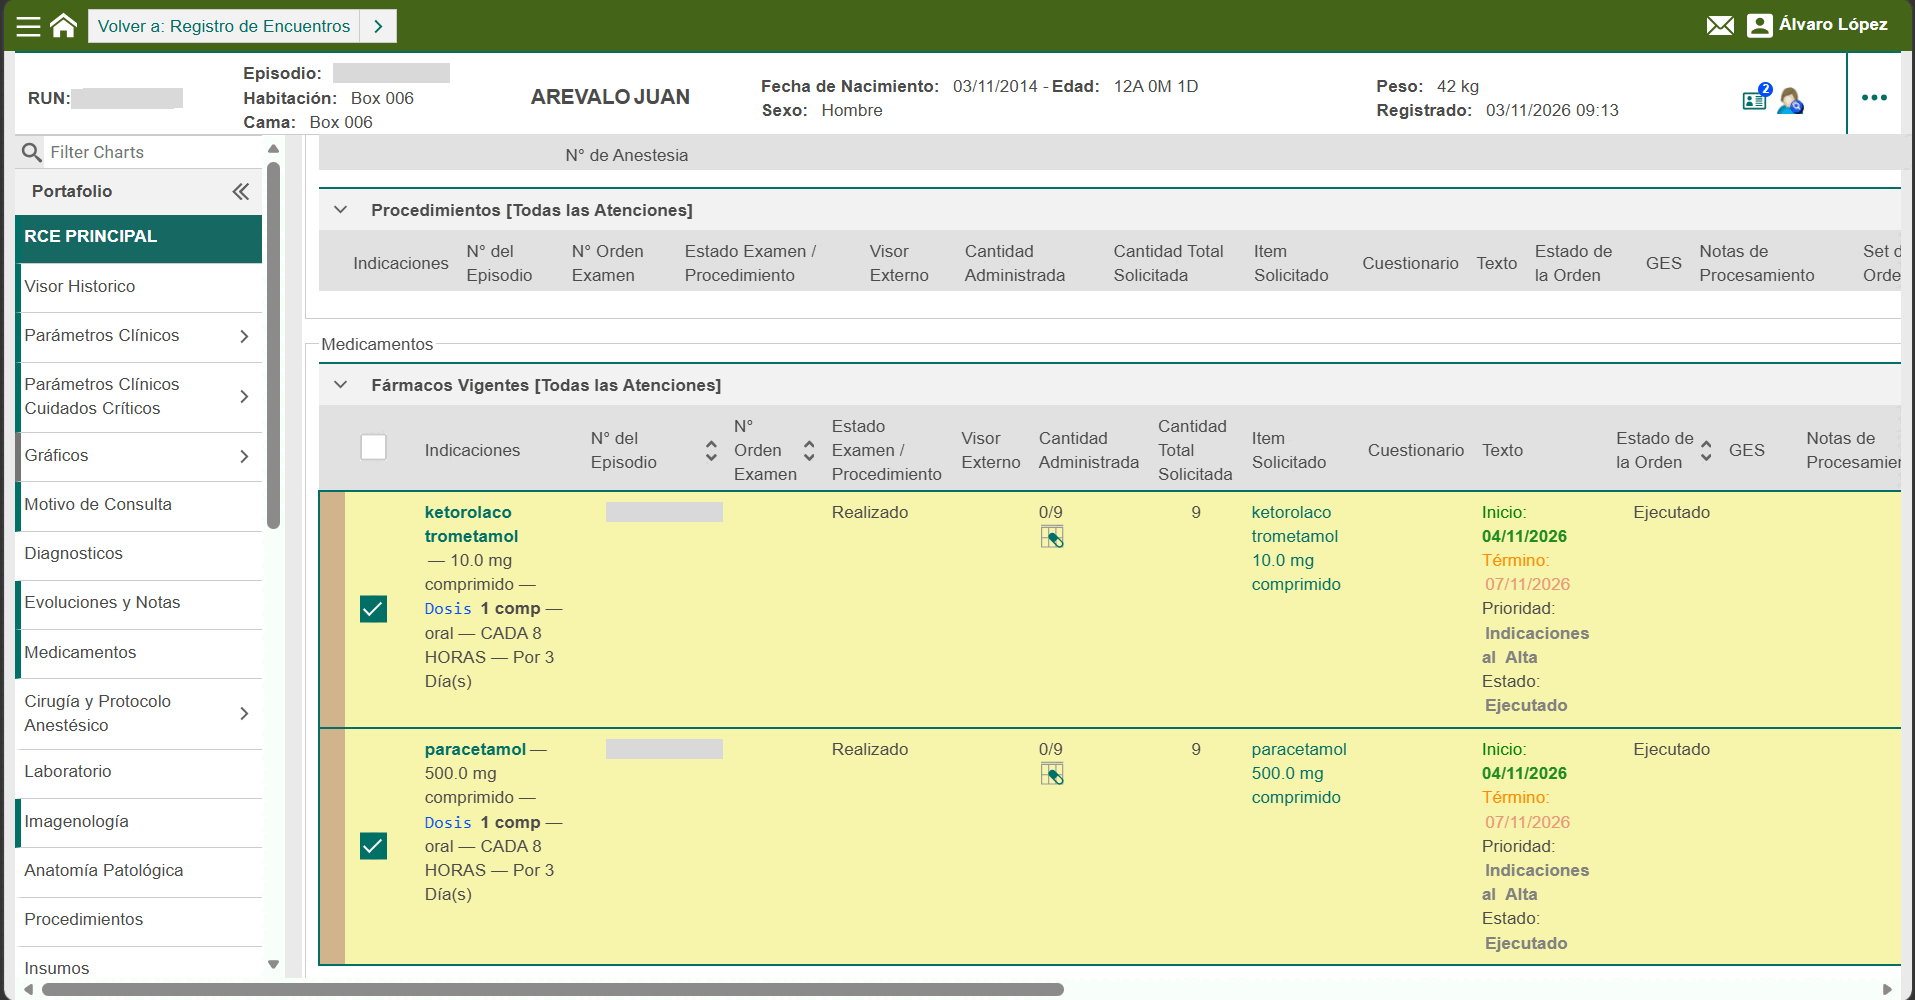 Volver a: Registro de Encuentros
Álvaro López
RUN:
Episodio:
Habitación: Box 006
Cama: Box 006
AREVALO JUAN
Fecha de Nacimiento: 03/11/2014 - Edad: 12A 0M 1D
Sexo: Hombre
Peso: 42 kg
Registrado: 03/11/2026 09:13
2
Filter Charts
Portafolio
RCE PRINCIPAL
Visor Historico
Parámetros Clínicos
Parámetros Clínicos
Cuidados Críticos
Gráficos
Motivo de Consulta
Diagnosticos
Evoluciones y Notas
Medicamentos
Cirugía y Protocolo
Anestésico
Laboratorio
Imagenología
Anatomía Patológica
Procedimientos
Insumos
N° de Anestesia
Procedimientos [Todas las Atenciones]
Indicaciones
N° del
Episodio
N° Orden
Examen
Estado Examen /
Procedimiento
Visor
Externo
Cantidad
Administrada
Cantidad Total
Solicitada
Item
Solicitado
Cuestionario
Texto
Estado de
la Orden
GES
Notas de
Procesamiento
Set d
Orde
Medicamentos
Fármacos Vigentes [Todas las Atenciones]
Indicaciones
N° del
Episodio
N°
Orden
Examen
Estado
Examen /
Procedimiento
Visor
Externo
Cantidad
Administrada
Cantidad
Total
Solicitada
Item
Solicitado
Cuestionario
Texto
Estado de
la Orden
GES
Notas de
Procesamier
ketorolaco
trometamol
— 10.0 mg
comprimido —
Dosis 1 comp —
oral — CADA 8
HORAS — Por 3
Día(s)
Realizado
0/9
9
ketorolaco
trometamol
10.0 mg
comprimido
Inicio:
04/11/2026
Término:
07/11/2026
Prioridad:
Indicaciones
al Alta
Estado:
Ejecutado
Ejecutado
paracetamol —
500.0 mg
comprimido —
Dosis 1 comp —
oral — CADA 8
HORAS — Por 3
Día(s)
Realizado
0/9
9
paracetamol
500.0 mg
comprimido
Inicio:
04/11/2026
Término:
07/11/2026
Prioridad:
Indicaciones
al Alta
Estado:
Ejecutado
Ejecutado